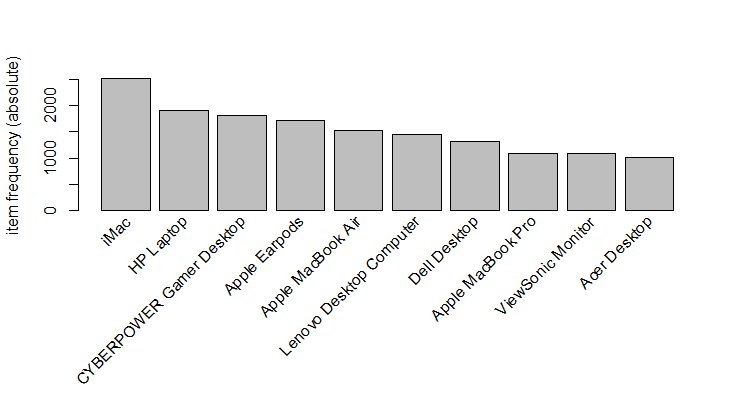 item frequency (absolute)
2000
1000
0
iMac
HP Laptop
CYBERPOWER Gamer Desktop
Apple Earpods
Apple MacBook Air
Lenovo Desktop Computer
Dell Desktop
Apple MacBook Pro
ViewSonic Monitor
Acer Desktop